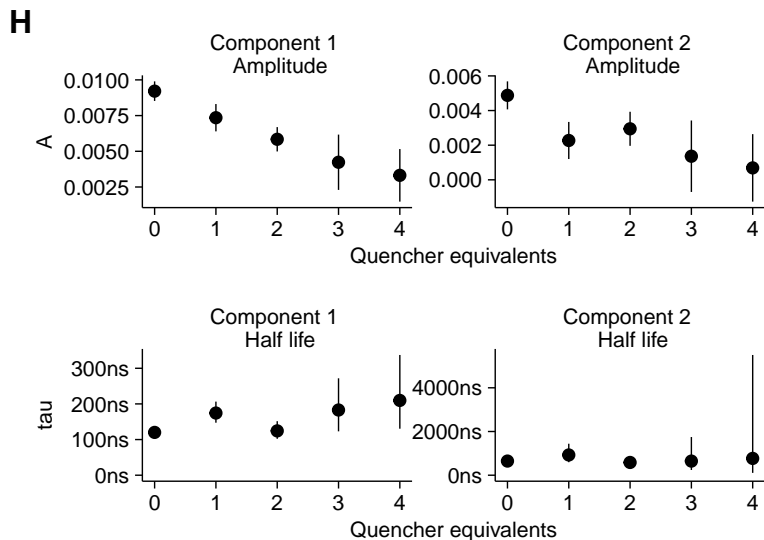 H
Component 1
Amplitude
Component 2
Amplitude
A
0.0100
0.0075
0.0050
0.0025
0.006
0.004
0.002
0.000
0 1 2 3 4
0 1 2 3 4
Quencher equivalents
Component 1
Half life
Component 2
Half life
tau
300ns
200ns
100ns
0ns
4000ns
2000ns
0ns
0 1 2 3 4
0 1 2 3 4
Quencher equivalents